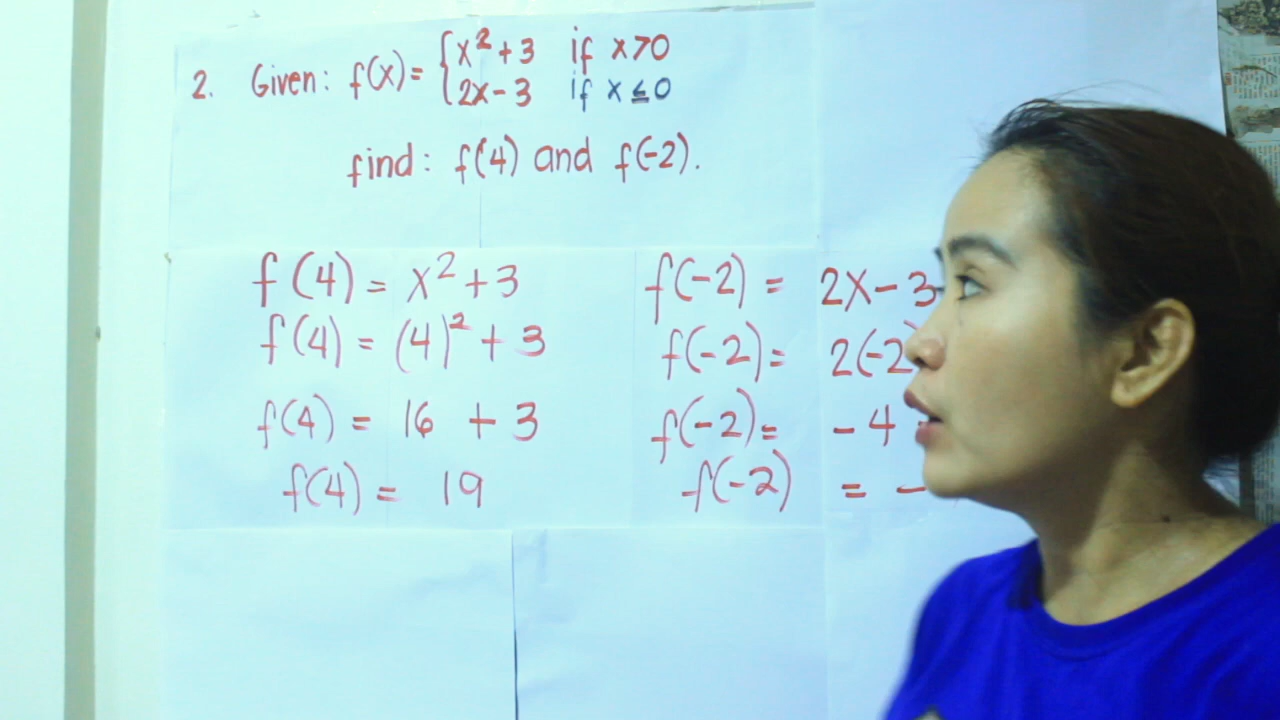 2. Given: f(x) = { x² + 3 if x > 0
2x - 3 if x ≤ 0
find: f(4) and f(-2).
f(4) = x² + 3
f(4) = (4)² + 3
f(4) = 16 + 3
f(4) = 19
f(-2) = 2x - 3
f(-2) = 2(-2)
f(-2) = -4
f(-2) = -